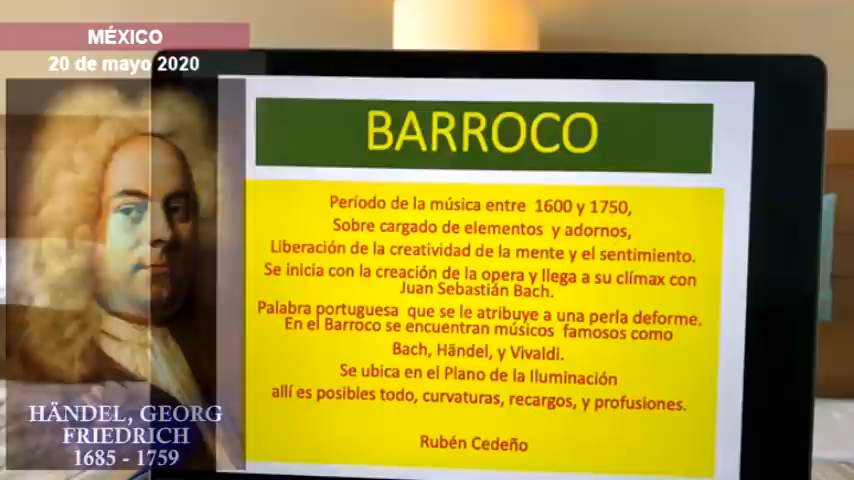 MÉXICO
20 de mayo 2020
BARROCO
Período de la música entre 1600 y 1750,
Sobre cargado de elementos y adornos,
Liberación de la creatividad de la mente y el sentimiento.
Se inicia con la creación de la opera y llega a su clímax con
Juan Sebastián Bach.
Palabra portuguesa que se le atribuye a una perla deforme.
En el Barroco se encuentran músicos famosos como
Bach, Händel, y Vivaldi.
Se ubica en el Plano de la Iluminación
allí es posibles todo, curvaturas, recargos, y profusiones.
Rubén Cedeño
HÄNDEL, GEORG
FRIEDRICH
1685 - 1759